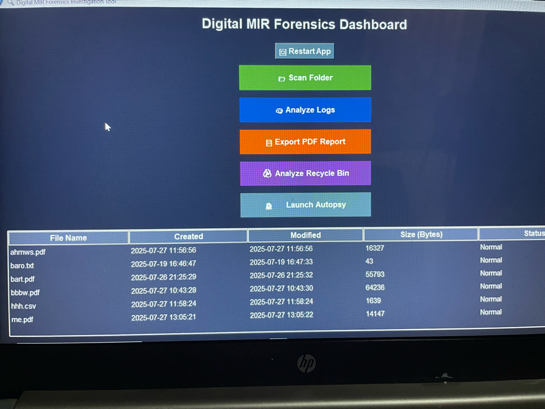 Digital MIR Forensics Investigation Tool
Digital MIR Forensics Dashboard
Restart App
Scan Folder
Analyze Logs
Export PDF Report
Analyze Recycle Bin
Launch Autopsy
File Name Created Modified Size (Bytes) Status
ahmws.pdf 2025-07-27 11:56:56 2025-07-27 11:56:56 16327 Normal
baro.txt 2025-07-19 16:46:47 2025-07-19 16:47:33 43 Normal
bart.pdf 2025-07-26 21:25:29 2025-07-26 21:25:32 55793 Normal
bbbw.pdf 2025-07-27 10:43:28 2025-07-27 10:43:30 64236 Normal
hhh.csv 2025-07-27 11:58:24 2025-07-27 11:58:24 1639 Normal
me.pdf 2025-07-27 13:05:21 2025-07-27 13:05:22 14147 Normal
hp